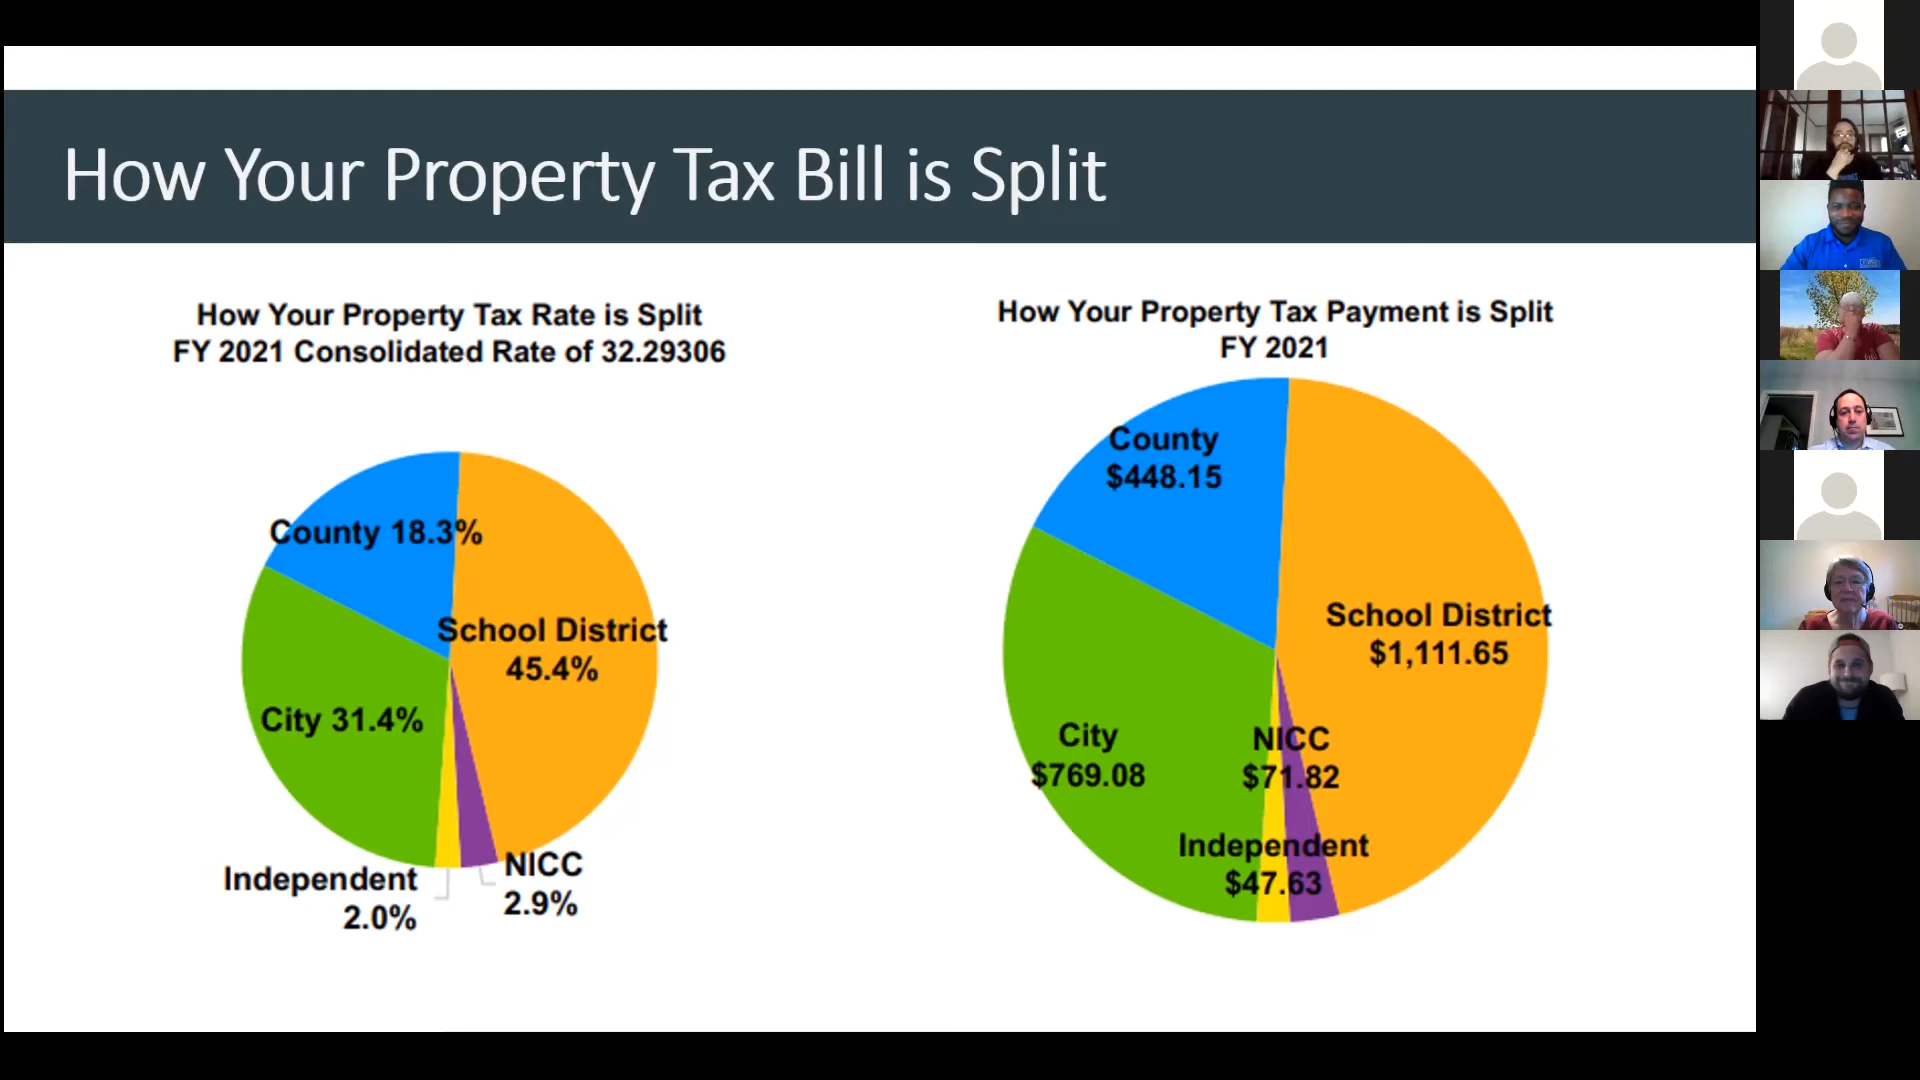 How Your Property Tax Bill is Split
How Your Property Tax Rate is Split
FY 2021 Consolidated Rate of 32.29306
County 18.3%
School District
45.4%
City 31.4%
Independent
2.0%
NICC
2.9%
How Your Property Tax Payment is Split
FY 2021
County
$448.15
School District
$1,111.65
City
$769.08
NICC
$71.82
Independent
$47.63